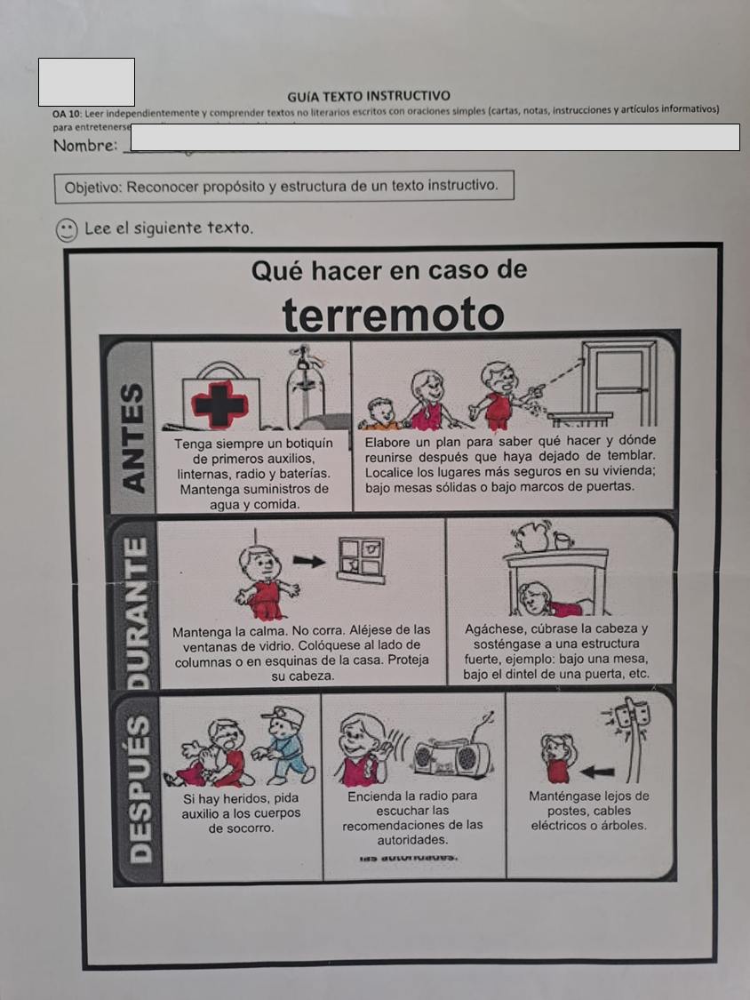 GUÍA TEXTO INSTRUCTIVO
OA 10: Leer independientemente y comprender textos no literarios escritos con oraciones simples (cartas, notas, instrucciones y artículos informativos)
para entretenerse
Nombre:
Objetivo: Reconocer propósito y estructura de un texto instructivo.
Lee el siguiente texto.
Qué hacer en caso de
terremoto
ANTES
Tenga siempre un botiquín
de primeros auxilios,
linternas, radio y baterías.
Mantenga suministros de
agua y comida.
Elabore un plan para saber qué hacer y dónde
reunirse después que haya dejado de temblar.
Localice los lugares más seguros en su vivienda;
bajo mesas sólidas o bajo marcos de puertas.
DURANTE
Mantenga la calma. No corra. Aléjese de las
ventanas de vidrio. Colóquese al lado de
columnas o en esquinas de la casa. Proteja
su cabeza.
Agáchese, cúbrase la cabeza y
sosténgase a una estructura
fuerte, ejemplo: bajo una mesa,
bajo el dintel de una puerta, etc.
DESPUÉS
Si hay heridos, pida
auxilio a los cuerpos
de socorro.
Encienda la radio para
escuchar las
recomendaciones de las
autoridades.
las autoridades.
Manténgase lejos de
postes, cables
eléctricos o árboles.